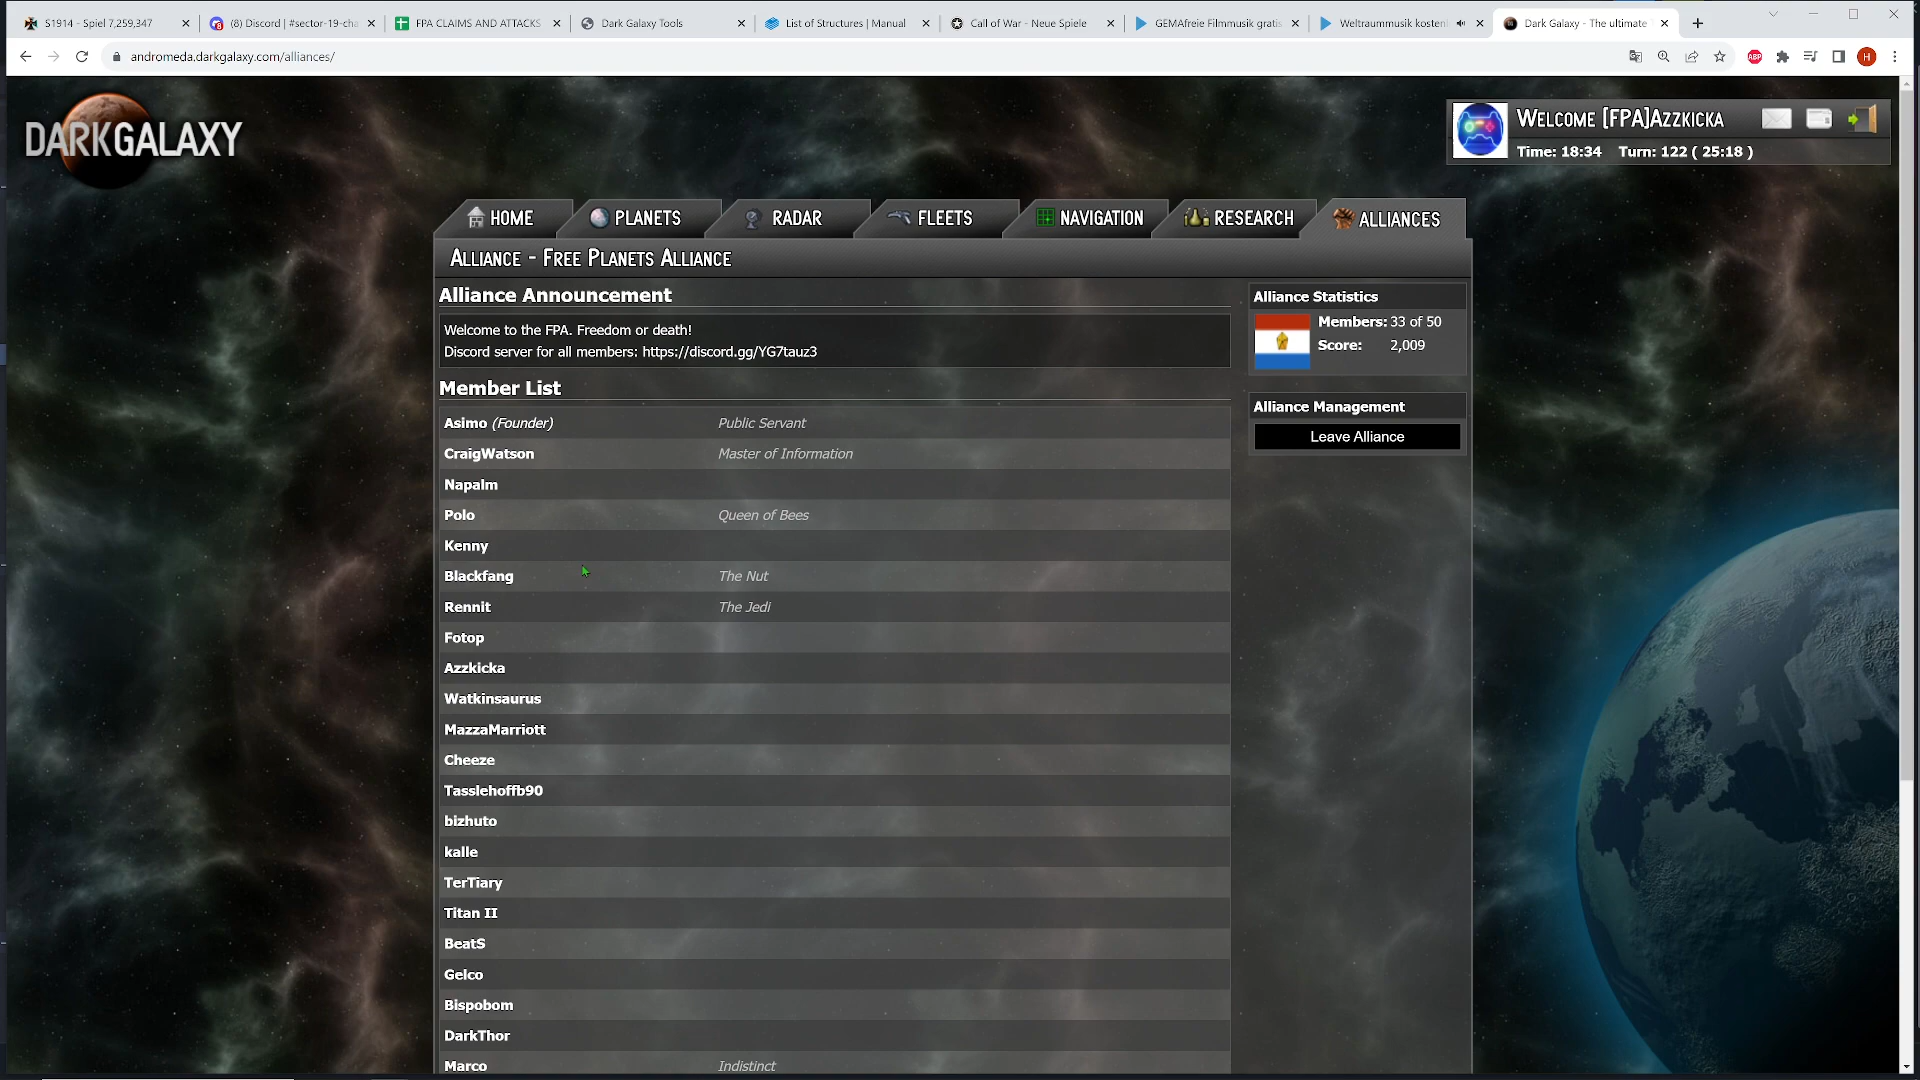 S1914 - Spiel 7,259,347
(8) Discord | #sector-19-cha
FPA CLAIMS AND ATTACKS
Dark Galaxy Tools
List of Structures | Manual
Call of War - Neue Spiele
GEMAfreie Filmmusik gratis
Weltraummusik kostenl
Dark Galaxy - The ultimate
andromeda.darkgalaxy.com/alliances/
ABP
H
DARKGALAXY
WELCOME [FPA]AZZKICKA
Time: 18:34 Turn: 122 ( 25:18 )
HOME
PLANETS
RADAR
FLEETS
NAVIGATION
RESEARCH
ALLIANCES
ALLIANCE - FREE PLANETS ALLIANCE
Alliance Announcement
Welcome to the FPA. Freedom or death!
Discord server for all members: https://discord.gg/YG7tauz3
Member List
Asimo (Founder) Public Servant
CraigWatson Master of Information
Napalm
Polo Queen of Bees
Kenny
Blackfang The Nut
Rennit The Jedi
Fotop
Azzkicka
Watkinsaurus
MazzaMarriott
Cheeze
Tasslehoffb90
bizhuto
kalle
TerTiary
Titan II
BeatS
Gelco
Bispobom
DarkThor
Marco Indistinct
Alliance Statistics
Members: 33 of 50
Score: 2,009
Alliance Management
Leave Alliance